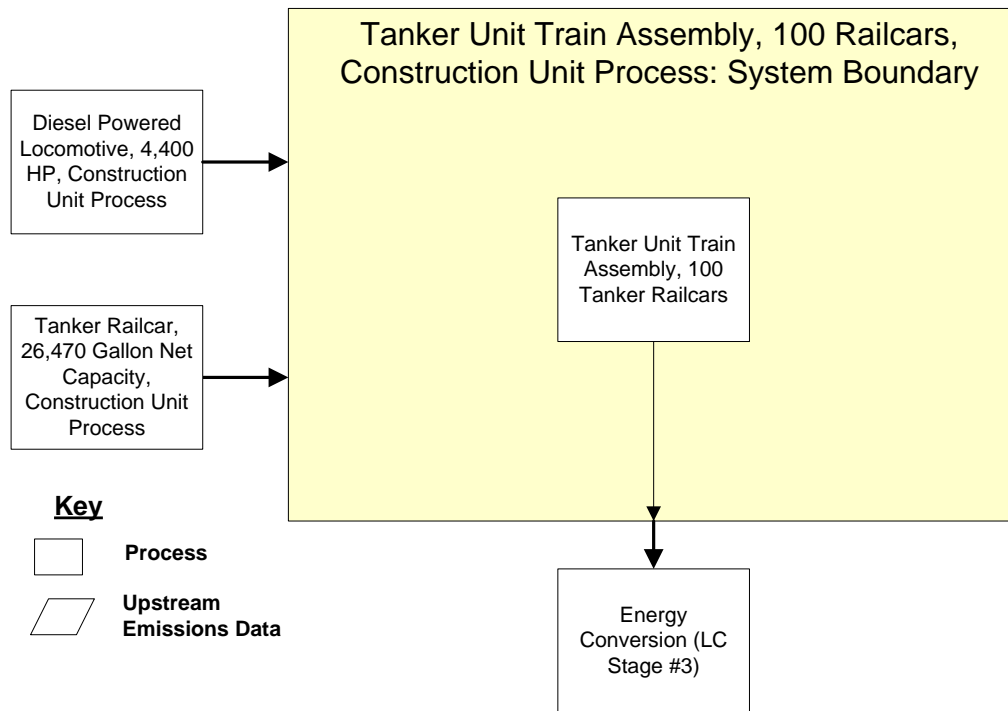 Tanker Unit Train Assembly, 100 Railcars,
Construction Unit Process: System Boundary
Diesel Powered
Locomotive, 4,400
HP, Construction
Unit Process
Tanker Unit Train
Assembly, 100
Tanker Railcars
Tanker Railcar,
26,470 Gallon Net
Capacity,
Construction Unit
Process
Key
Process
Upstream
Emissions Data
Energy
Conversion (LC
Stage #3)